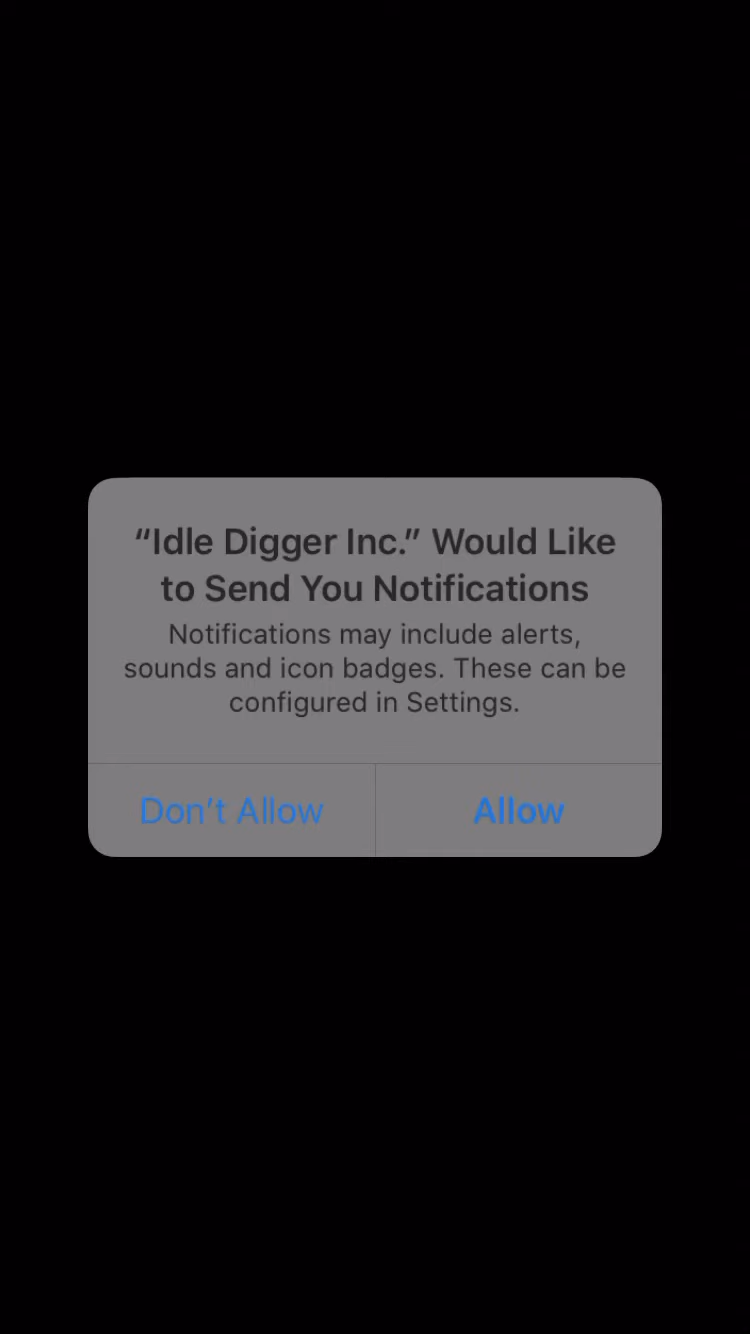 “Idle Digger Inc.” Would Like
to Send You Notifications
Notifications may include alerts,
sounds and icon badges. These can be
configured in Settings.
Don’t Allow
Allow